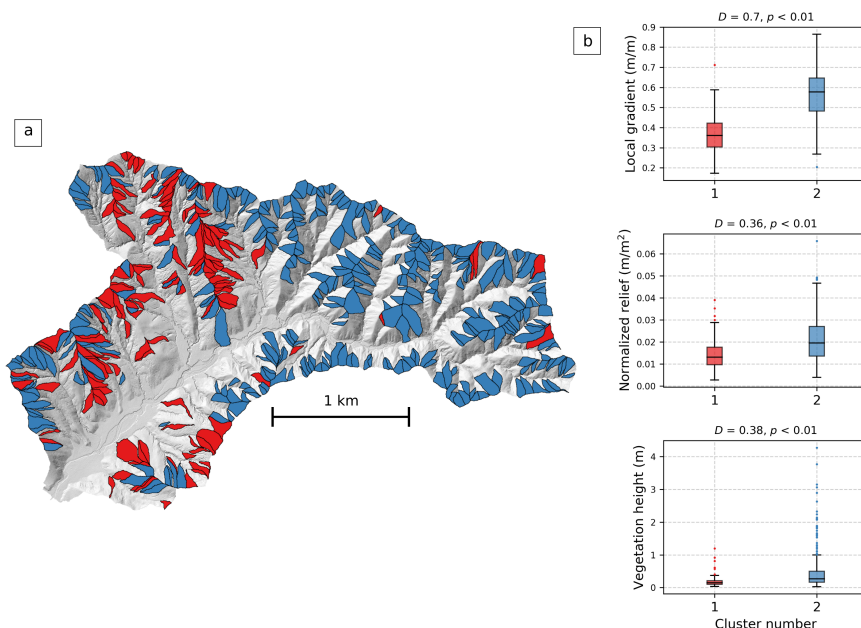 a
1 km
b
D = 0.7, p < 0.01
Local gradient (m/m)
0.9
0.8
0.7
0.6
0.5
0.4
0.3
0.2
1 2
D = 0.36, p < 0.01
Normalized relief (m/m²)
0.06
0.05
0.04
0.03
0.02
0.01
0.00
1 2
D = 0.38, p < 0.01
Vegetation height (m)
4
3
2
1
0
1 2
Cluster number